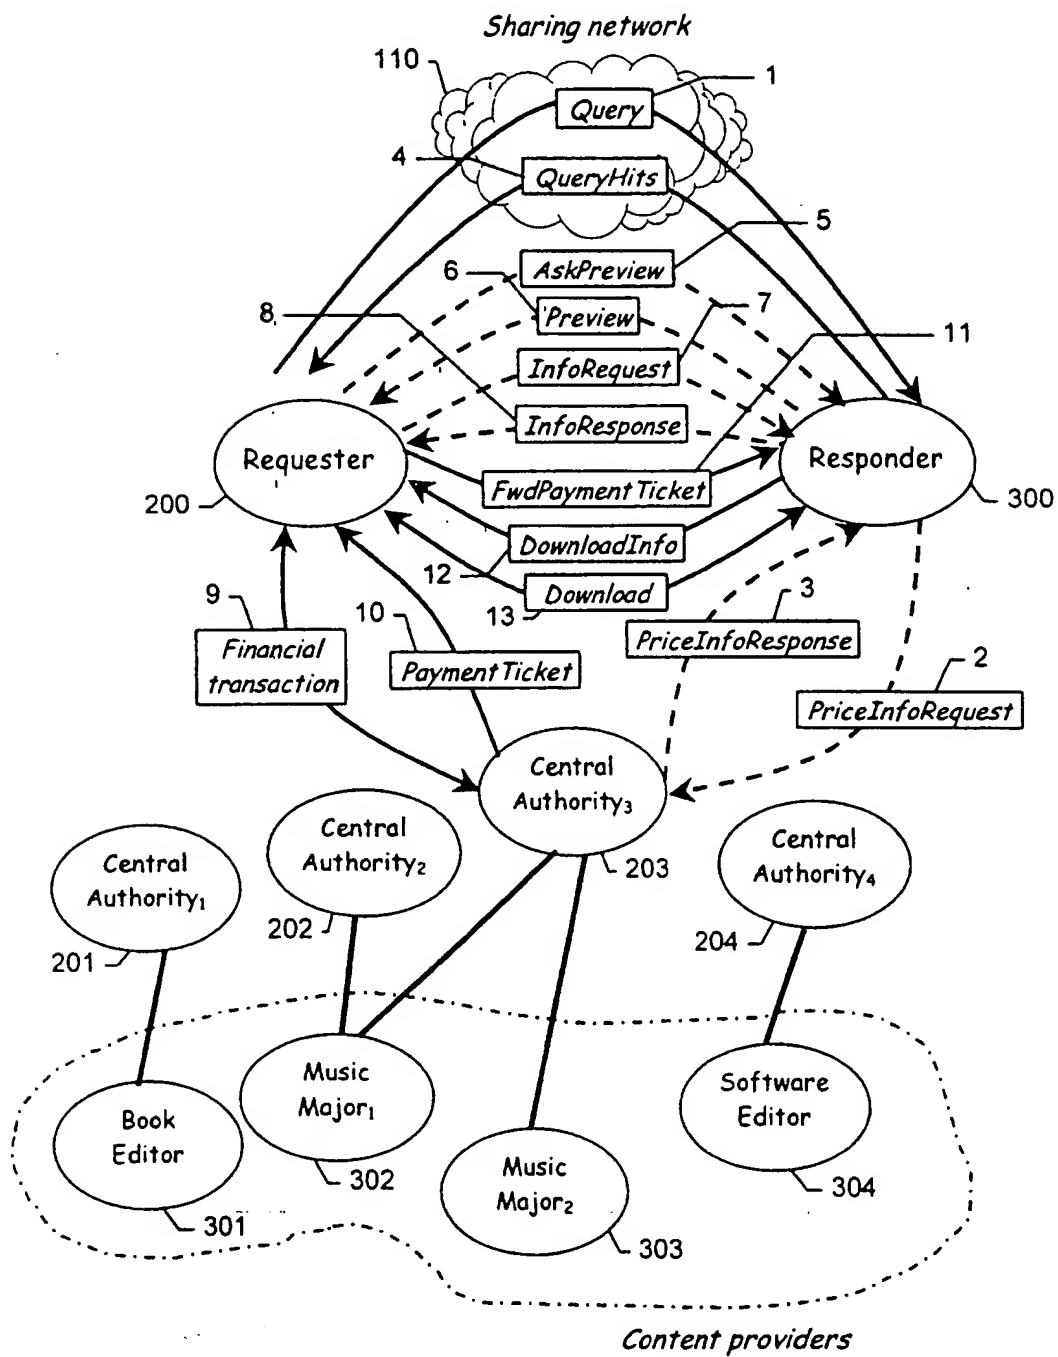 Sharing network
110
1
Query
4
QueryHits
5
AskPreview
6
Preview
7
8
11
InfoRequest
InfoResponse
Requester
Responder
200
300
FwdPaymentTicket
DownloadInfo
12
Download
13
9
10
3
Financial
transaction
PaymentTicket
PriceInfoResponse
2
PriceInfoRequest
Central
Authority₃
203
Central
Authority₁
201
Central
Authority₂
202
Central
Authority₄
204
Book
Editor
301
Music
Major₁
302
Music
Major₂
303
Software
Editor
304
Content providers